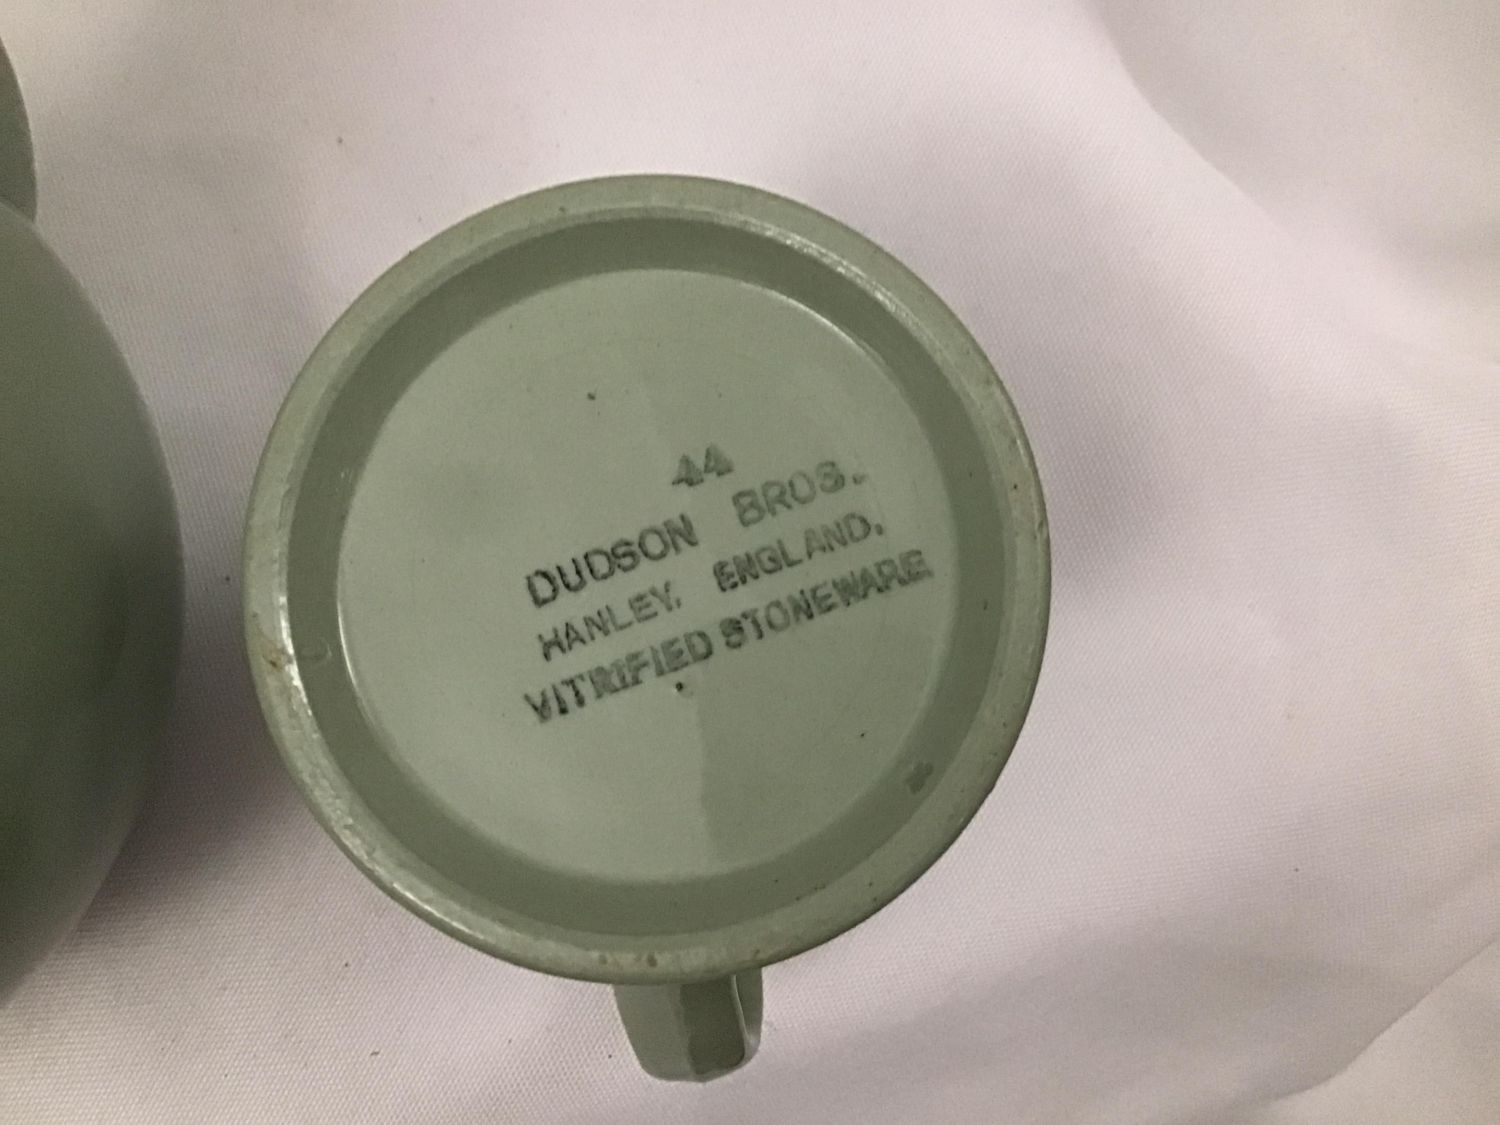 44
DUDSON BROS.
HANLEY, ENGLAND,
VITRIFIED STONEWARE